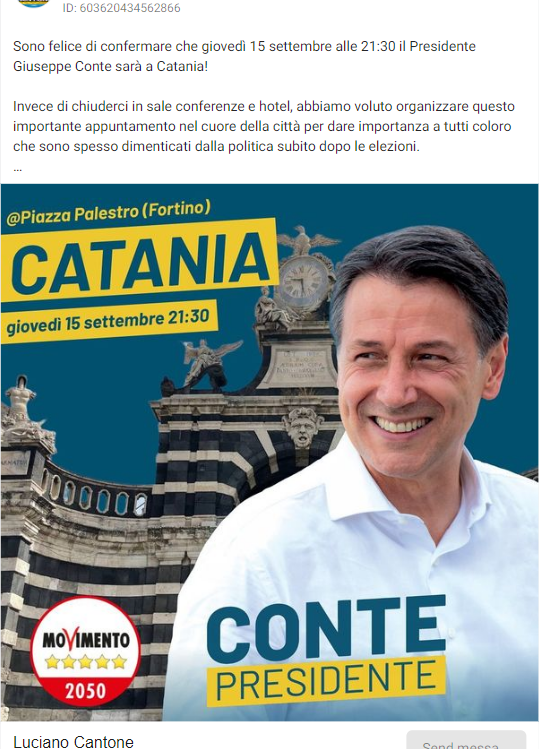 ID: 603620434562866
Sono felice di confermare che giovedì 15 settembre alle 21:30 il Presidente
Giuseppe Conte sarà a Catania!
Invece di chiuderci in sale conferenze e hotel, abbiamo voluto organizzare questo
importante appuntamento nel cuore della città per dare importanza a tutti coloro
che sono spesso dimenticati dalla politica subito dopo le elezioni.
...
@Piazza Palestro (Fortino)
CATANIA
giovedì 15 settembre 21:30
MOVIMENTO
2050
CONTE
PRESIDENTE
Luciano Cantone
Send messa